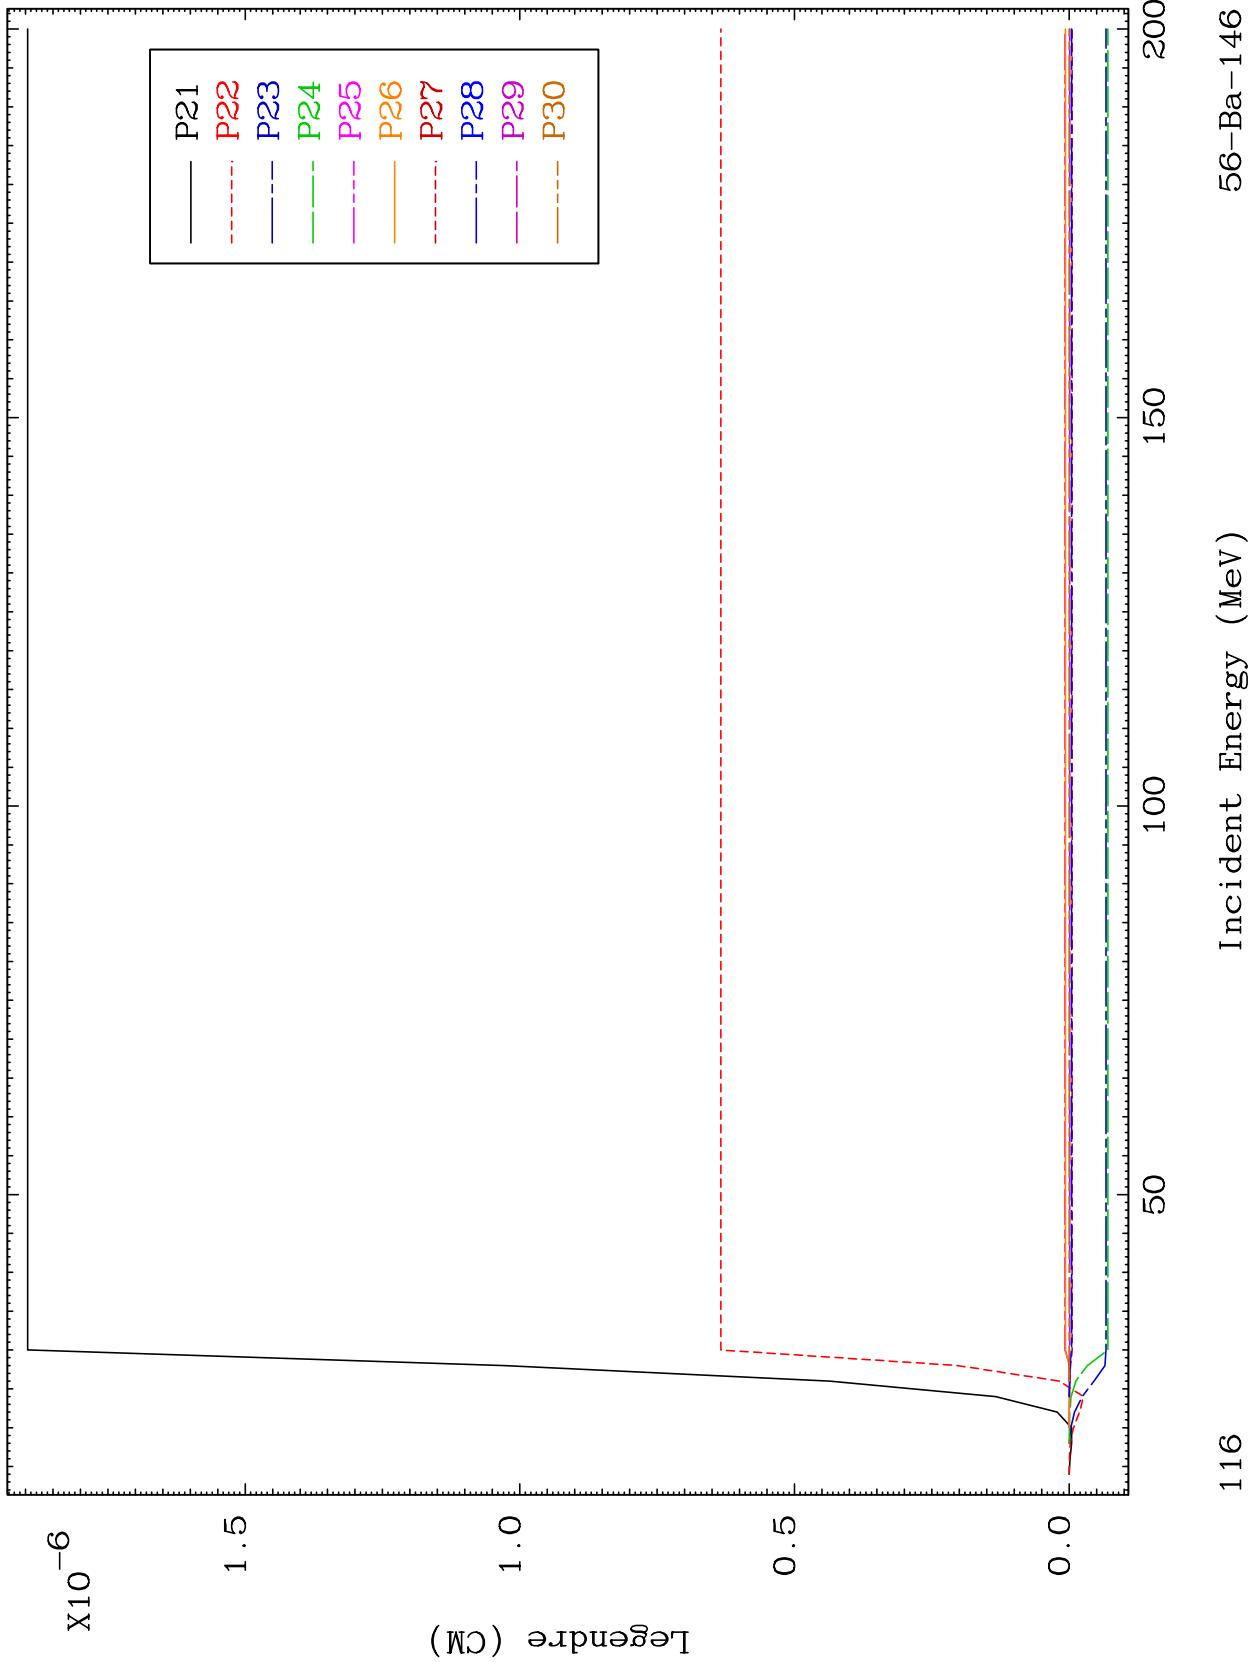 X10-6
1.5
1.0
0.5
0.0
Legendre (CM)
P21
P22
P23
P24
P25
P26
P27
P28
P29
P30
50
100
150
200
116
Incident Energy (MeV)
56-Ba-146